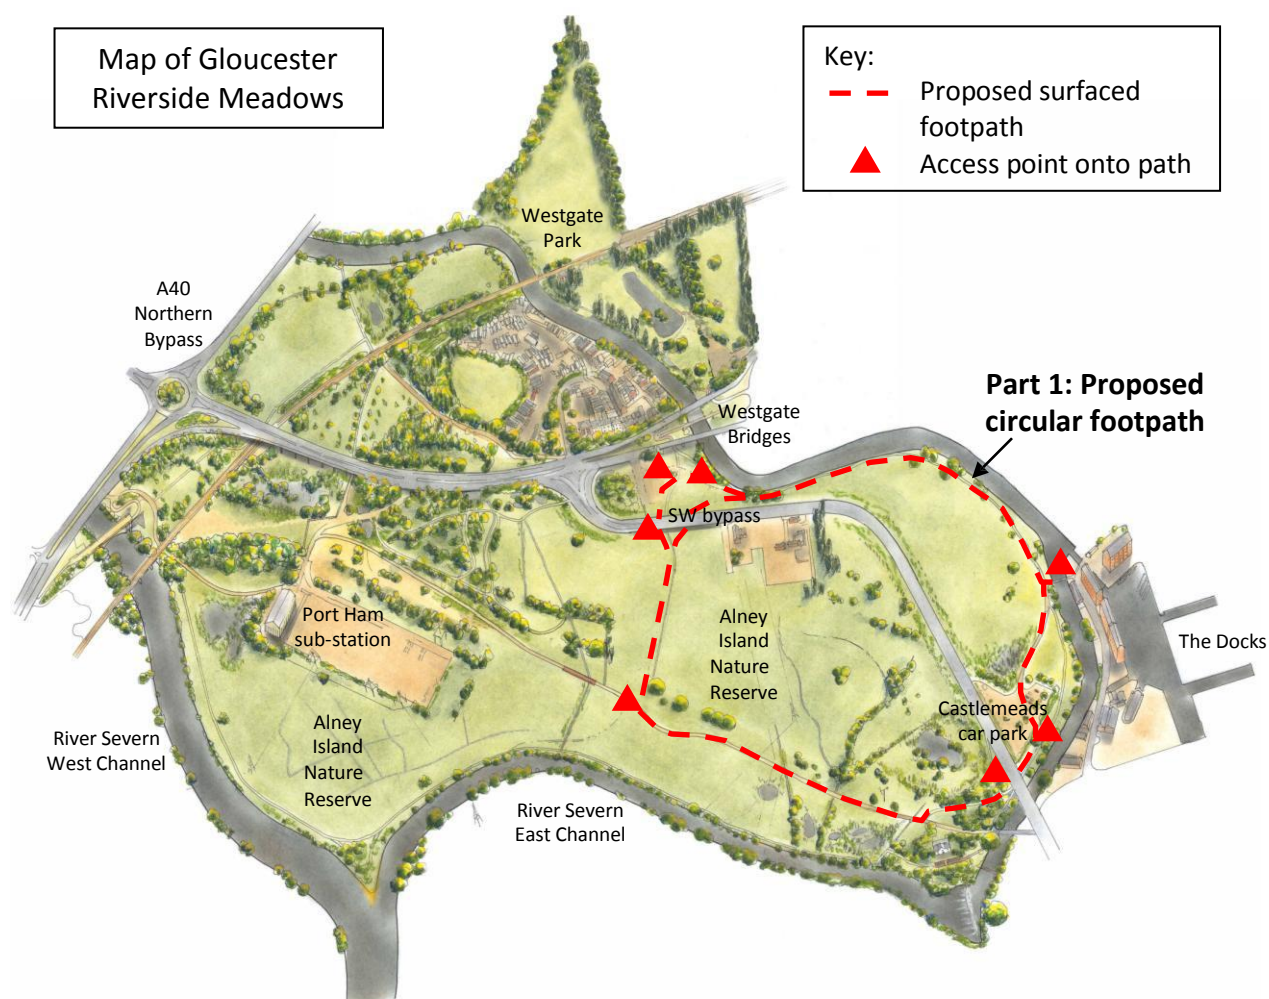 Map of Gloucester
Riverside Meadows
Key:
Proposed surfaced
footpath
Access point onto path
Westgate
Park
A40
Northern
Bypass
Part 1: Proposed
circular footpath
Westgate
Bridges
SW bypass
Port Ham
sub-station
Alney
Island
Nature
Reserve
The Docks
Castlemeads
car park
Alney
Island
Nature
Reserve
River Severn
West Channel
River Severn
East Channel